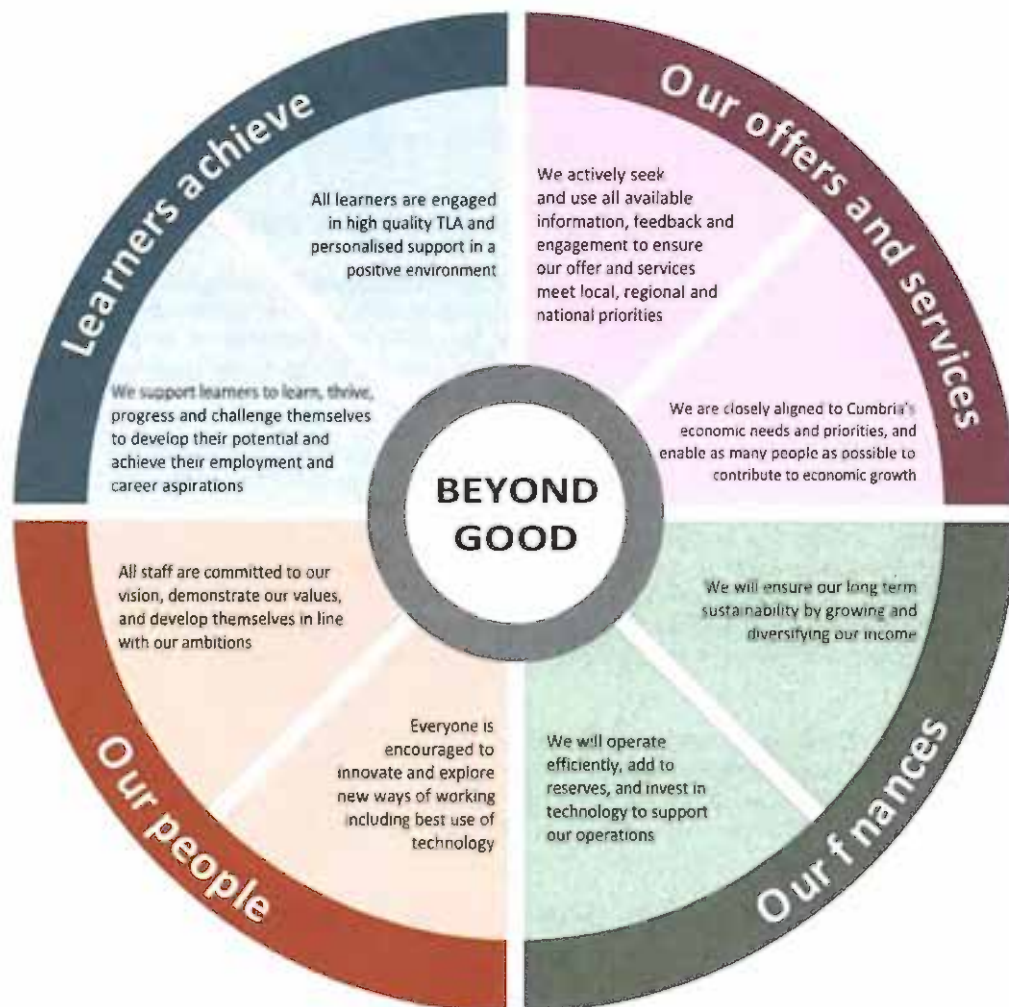 Learners achieve
All learners are engaged
in high quality TLA and
personalised support in a
positive environment
We support learners to learn, thrive,
progress and challenge themselves
to develop their potential and
achieve their employment and
career aspirations
Our offers and services
We actively seek
and use all available
information, feedback and
engagement to ensure
our offer and services
meet local, regional and
national priorities
We are closely aligned to Cumbria's
economic needs and priorities, and
enable as many people as possible to
contribute to economic growth
BEYOND
GOOD
Our people
All staff are committed to our
vision, demonstrate our values,
and develop themselves in line
with our ambitions
Everyone is
encouraged to
innovate and explore
new ways of working
including best use of
technology
Our f nances
We will ensure our long term
sustainability by growing and
diversifying our income
We will operate
efficiently, add to
reserves, and invest in
technology to support
our operations